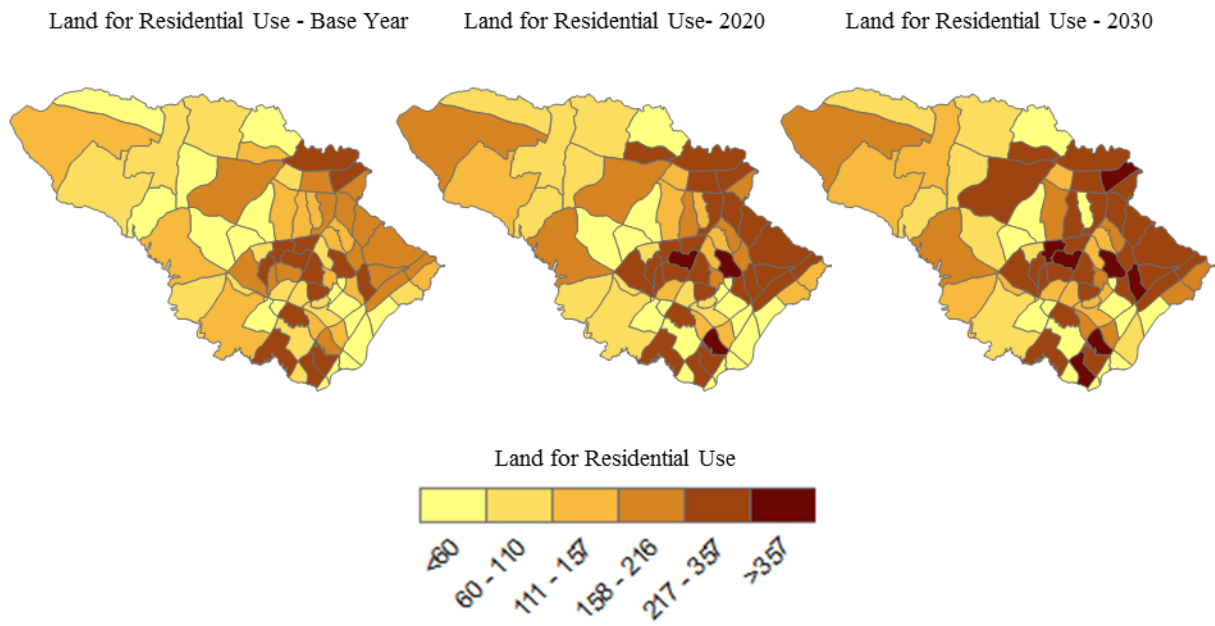 Land for Residential Use - Base Year
Land for Residential Use- 2020
Land for Residential Use - 2030
Land for Residential Use
<60
60 - 110
111 - 157
158 - 216
217 - 357
>357